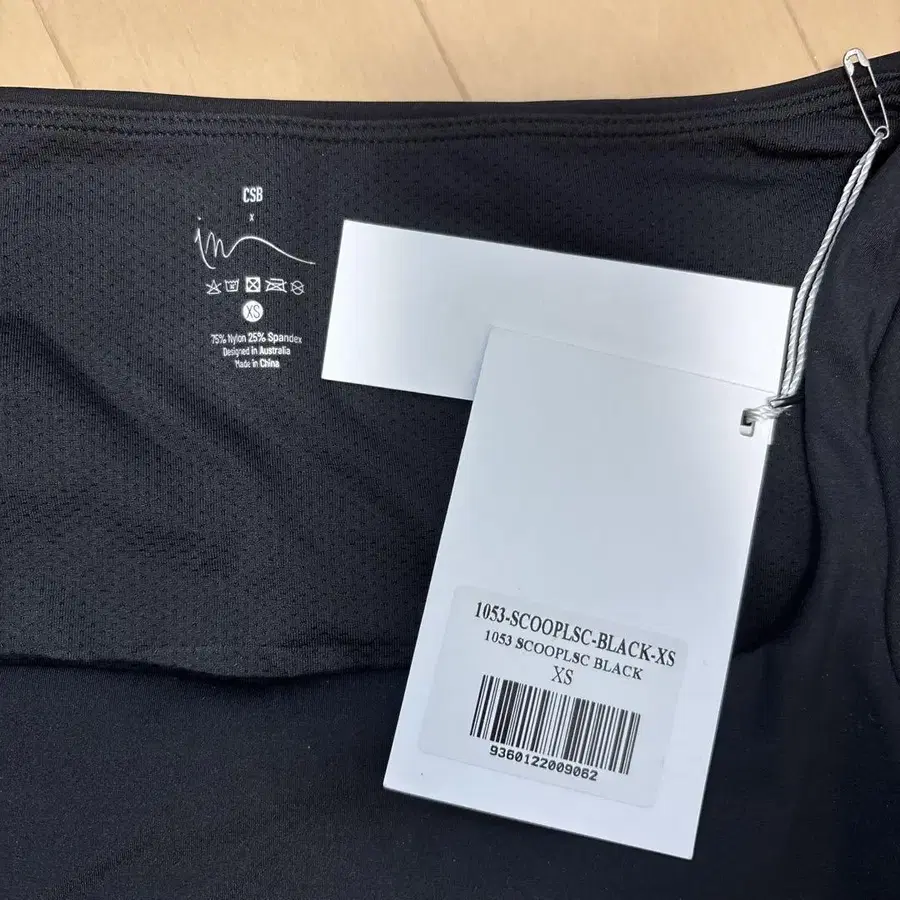 CSB
x
XS
75% Nylon 25% Spandex
Designed in Australia
Made in China
1053-SCOOPLSC-BLACK-XS
1053 SCOOPLSC BLACK
XS
9360122009062